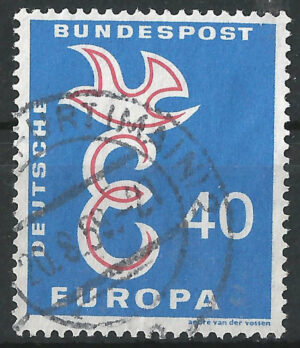 BUNDESPOST
DEUTSCHE
40
EUROPA
andre van der vossen